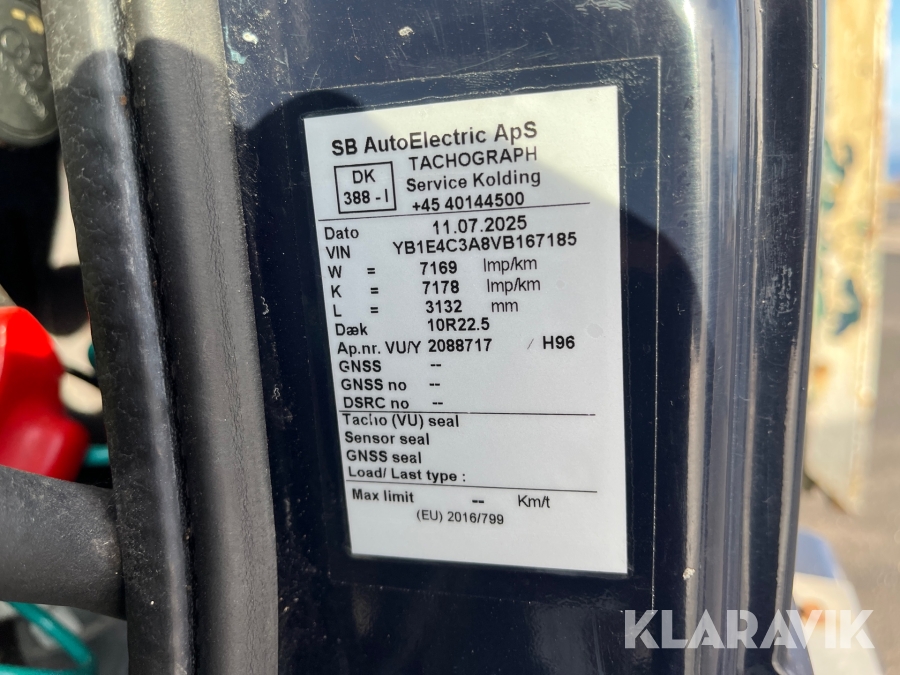 SB AutoElectric ApS
DK
388 - I
TACHOGRAPH
Service Kolding
+45 40144500
Dato 11.07.2025
VIN YB1E4C3A8VB167185
W = 7169 Imp/km
K = 7178 Imp/km
L = 3132 mm
Dæk 10R22.5
Ap.nr. VU/Y 2088717 / H96
GNSS --
GNSS no --
DSRC no --
Tacho (VU) seal
Sensor seal
GNSS seal
Load/ Last type :
Max limit -- Km/t
(EU) 2016/799
KLARAVIK